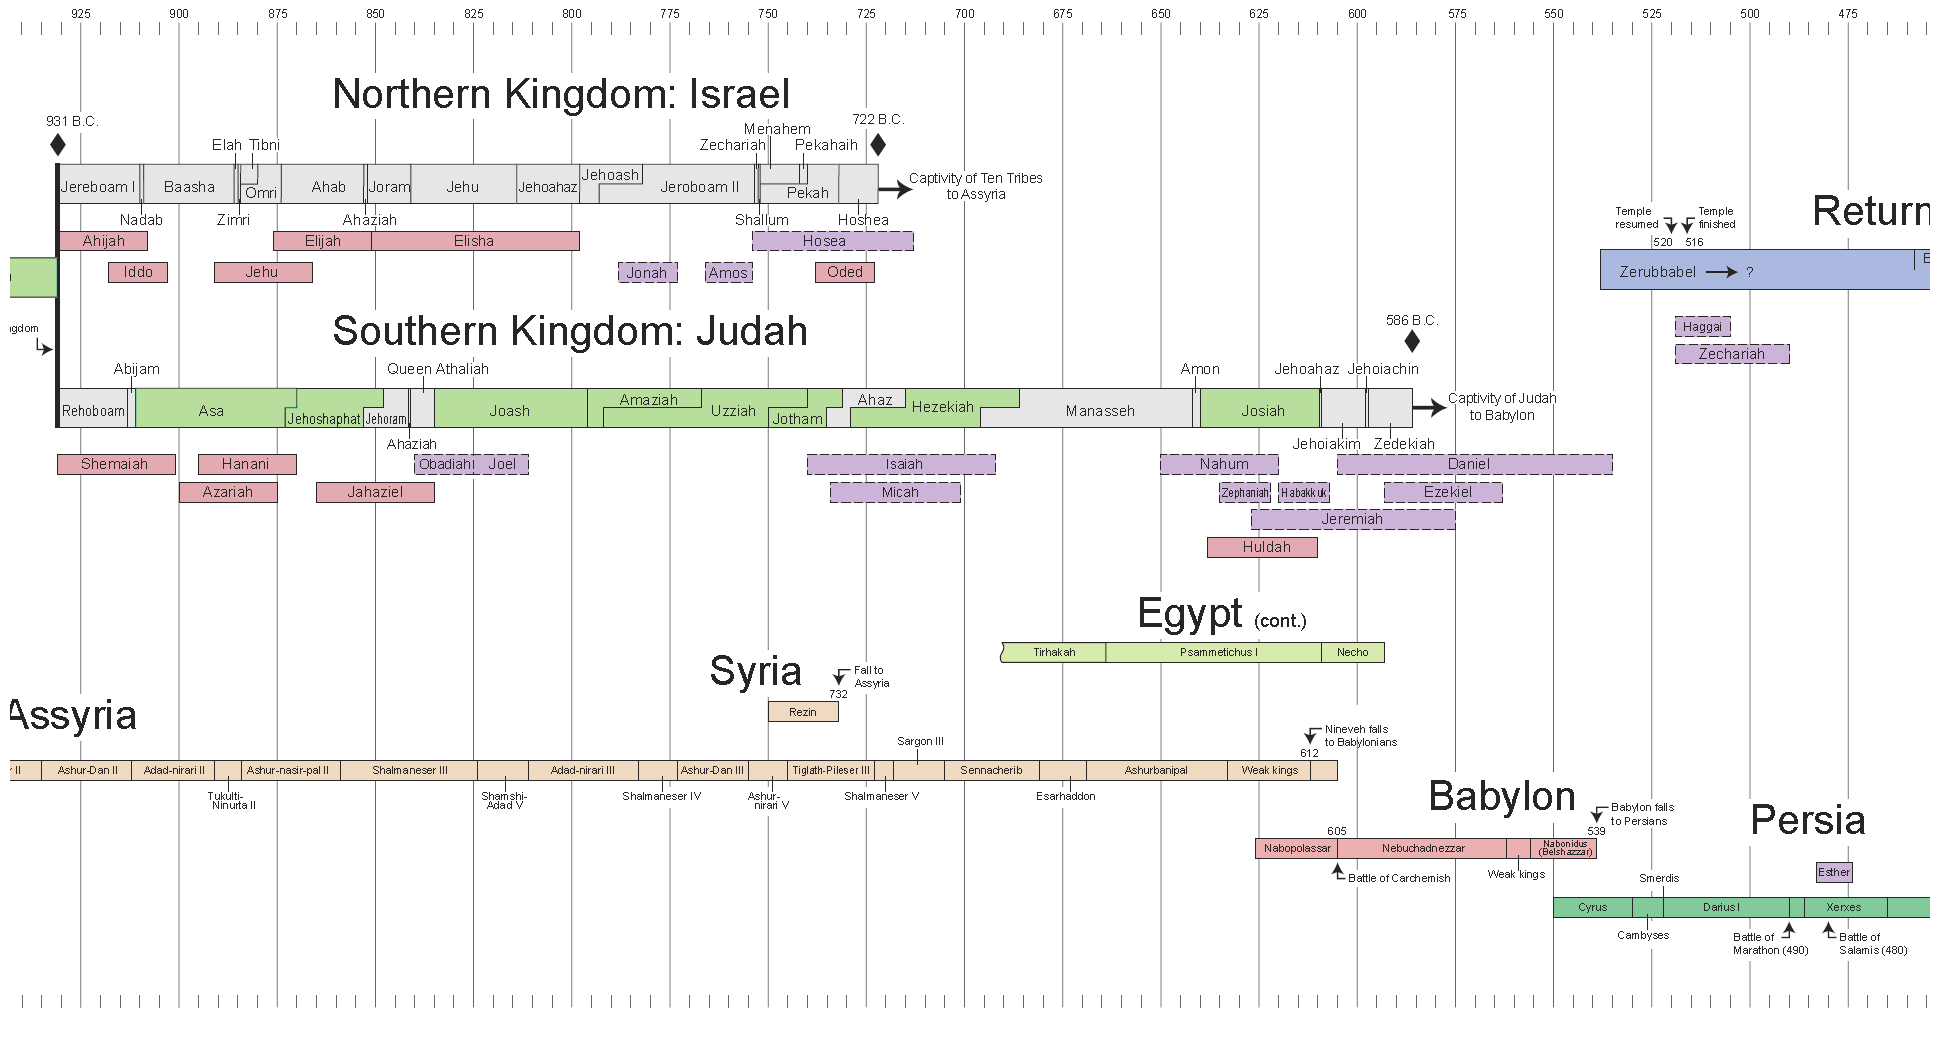 925 900 875 850 825 800 775 750 725 700 675 650 625 600 575 550 525 500 475
Northern Kingdom: Israel
931 B.C.
722 B.C.
Menahem
Elah Tibni
Zechariah Pekahaih
Jereboam I Baasha Omri Ahab Joram Jehu Jehoahaz Jehoash Jeroboam II Pekah
Captivity of Ten Tribes
to Assyria
Nadab Zimri Ahaziah Shallum Hoshea
Ahijah Elijah Elisha Hosea
Iddo Jehu Jonah Amos Oded
Return
Temple
resumed
Temple
finished
520 516
Zerubbabel ?
E
Haggai
Zechariah
ngdom
Southern Kingdom: Judah
586 B.C.
Abijam Queen Athaliah Amon Jehoahaz Jehoiachin
Rehoboam Asa Jehoshaphat Jehoram Joash Amaziah Uzziah Jotham Ahaz Hezekiah Manasseh Josiah
Captivity of Judah
to Babylon
Ahaziah Jehoiakim Zedekiah
Shemaiah Hanani Obadiah Joel Isaiah Nahum Daniel
Azariah Jahaziel Micah Zephaniah Habakkuk Ezekiel
Jeremiah
Huldah
Egypt (cont.)
Tirhakah Psammetichus I Necho
Syria
Fall to
Assyria
732
Rezin
Assyria
Sargon III
Nineveh falls
to Babylonians
612
r II Ashur-Dan II Adad-nirari II Ashur-nasir-pal II Shalmaneser III Adad-nirari III Ashur-Dan III Tiglath-Pileser III Sennacherib Ashurbanipal Weak kings
Tukulti-
Ninurta II
Shamshi-
Adad V
Shalmaneser IV
Ashur-
nirari V
Shalmaneser V
Esarhaddon
Babylon
Babylon falls
to Persians
605
539
Nabopolassar Nebuchadnezzar
Nabonidus
(Belshazzar)
Battle of Carchemish
Weak kings
Persia
Esther
Smerdis
Cyrus Darius I Xerxes
Cambyses
Battle of
Marathon (490)
Battle of
Salamis (480)